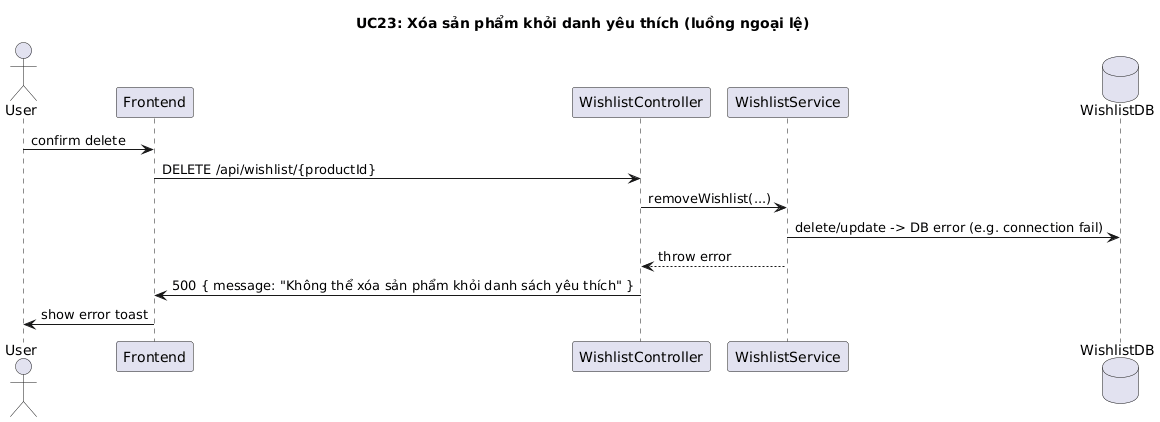 UC23: Xóa sản phẩm khỏi danh yêu thích (luồng ngoại lệ)
User
Frontend
WishlistController
WishlistService
WishlistDB
confirm delete
DELETE /api/wishlist/{productId}
removeWishlist(...)
delete/update -> DB error (e.g. connection fail)
throw error
500 { message: "Không thể xóa sản phẩm khỏi danh sách yêu thích" }
show error toast
User
Frontend
WishlistController
WishlistService
WishlistDB